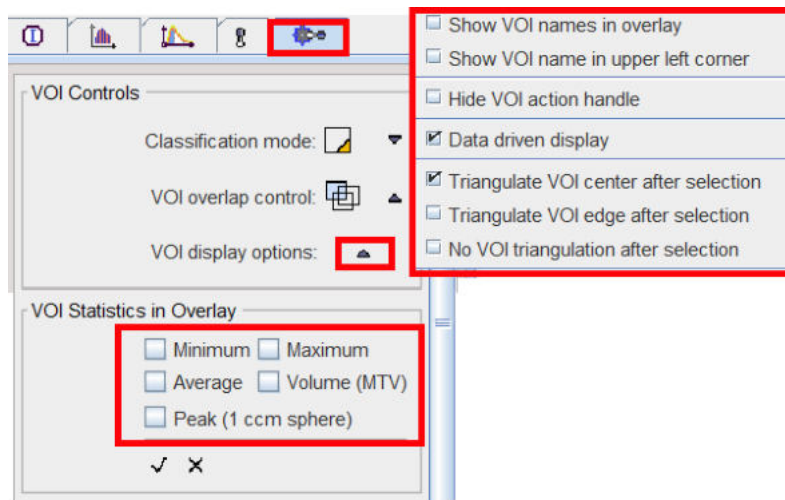 Show VOI names in overlay
Show VOI name in upper left corner
Hide VOI action handle
Data driven display
Triangulate VOI center after selection
Triangulate VOI edge after selection
No VOI triangulation after selection
VOI Controls
Classification mode:
VOI overlap control:
VOI display options:
VOI Statistics in Overlay
Minimum Maximum
Average Volume (MTV)
Peak (1 ccm sphere)